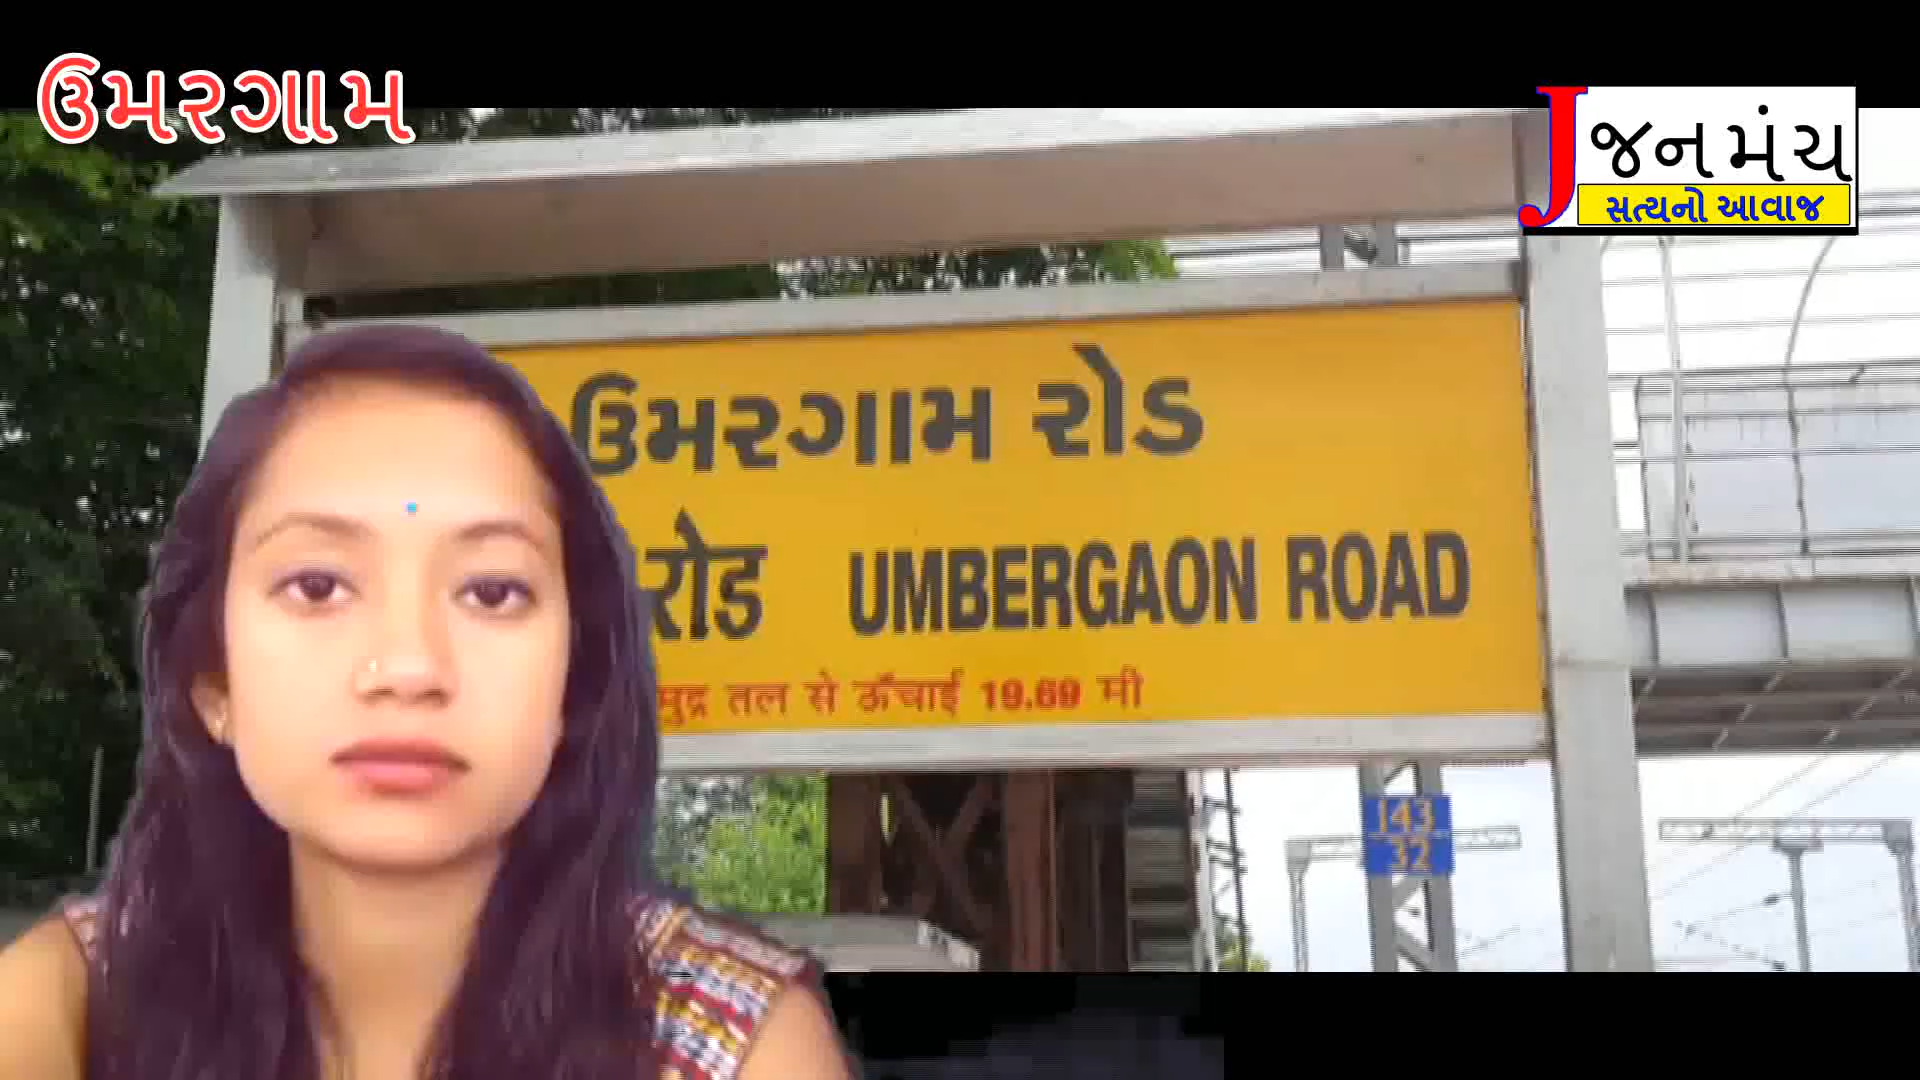 ઉમરગામ
J જનમંચ
સત્યનો આવાજ
ઉમરગામ રોડ
रोड UMBERGAON ROAD
तल से ऊँचाई 19.69 मी
143
32